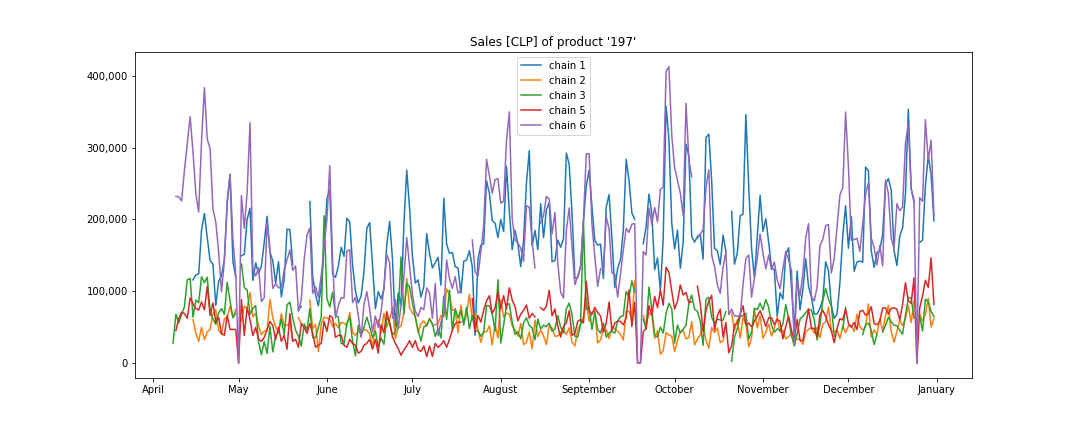 Sales [CLP] of product '197'
chain 1
chain 2
chain 3
chain 5
chain 6
400,000
300,000
200,000
100,000
0
April May June July August September October November December January